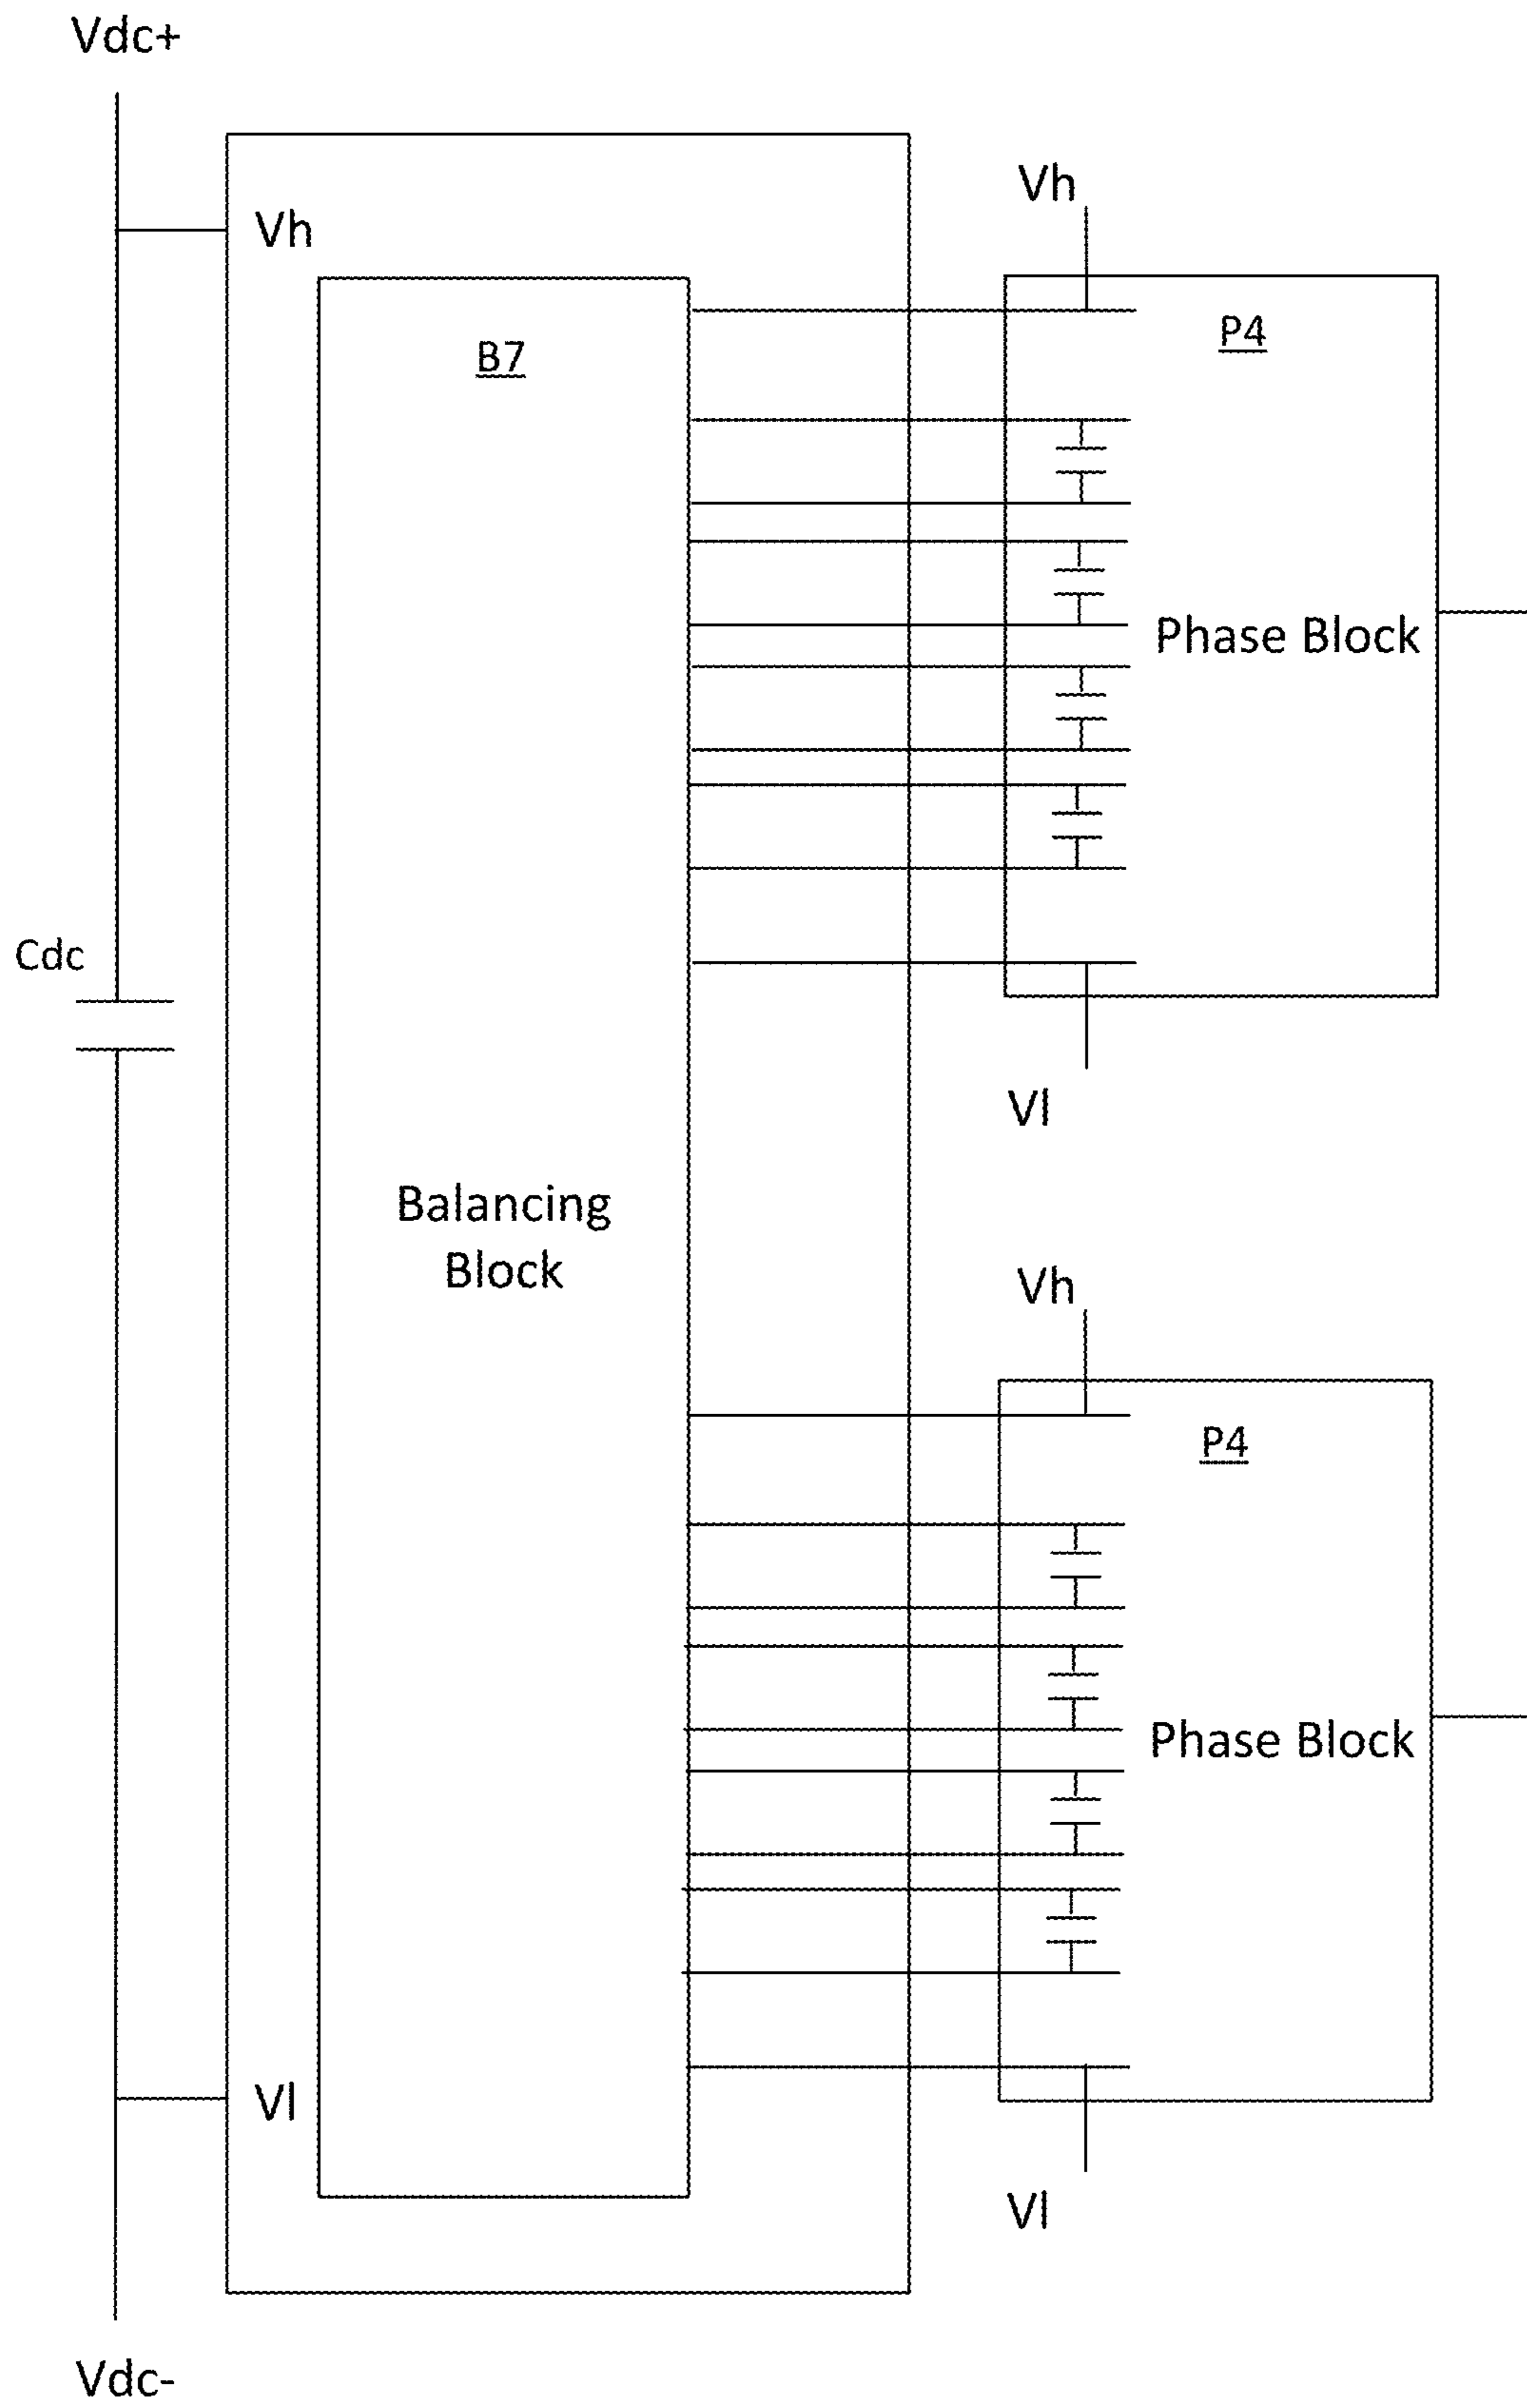 Vdc+
Vh
Vh
B7
P4
Phase Block
Cdc
Vl
Balancing
Block
Vh
P4
Phase Block
Vl
Vl
Vdc-